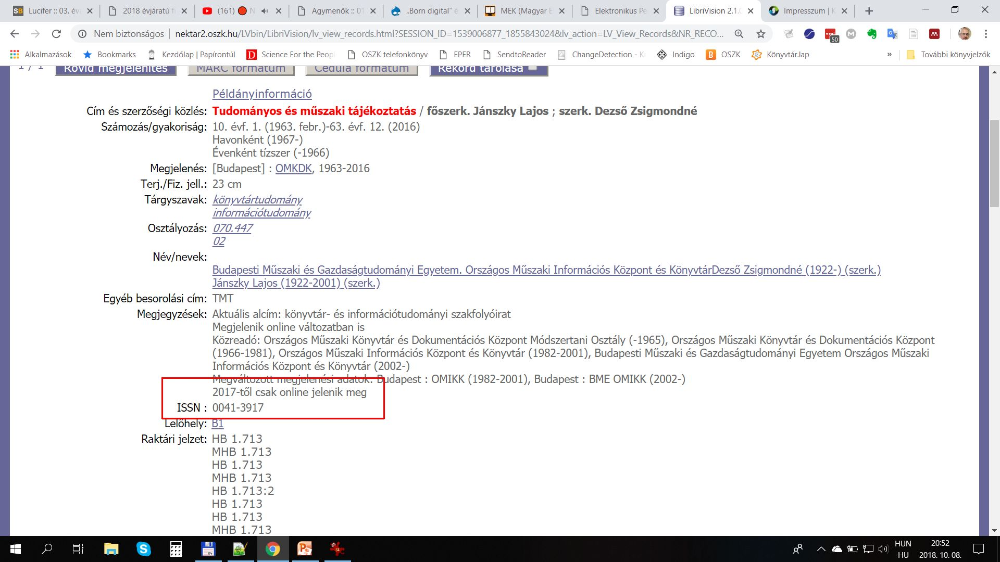 Lucifer :: 03. éva
2018 évjáratú f
(161)
Agymenők :: 01
„Born digital” é
MEK (Magyar E
Elektronikus Pe
LibriVision 2.1.0
Impresszum | K
Nem biztonságos
nektar2.oszk.hu/LVbin/LibriVision/lv_view_records.html?SESSION_ID=1539006877_1855843024&lv_action=LV_View_Records&NR_RECO...
50
Alkalmazások
Bookmarks
Kezdőlap | Papírontúl
Science For the Peop
OSZK telefonkönyv
EPER
SendtoReader
ChangeDetection - K
Indigo
OSZK
Könyvtár.lap
»
További könyvjelzők
1 / 1
Rövid megjelenítés
MARC formátum
Cédula formátum
Rekord tárolása
Példányinformáció
Cím és szerzőségi közlés: Tudományos és műszaki tájékoztatás / főszerk. Jánszky Lajos ; szerk. Dezső Zsigmondné
Számozás/gyakoriság: 10. évf. 1. (1963. febr.)-63. évf. 12. (2016)
Havonként (1967-)
Évenként tízszer (-1966)
Megjelenés: [Budapest] : OMKDK, 1963-2016
Terj./Fiz. jell.: 23 cm
Tárgyszavak: könyvtártudomány
információtudomány
Osztályozás: 070.447
02
Név/nevek:
Budapesti Műszaki és Gazdaságtudományi Egyetem. Országos Műszaki Információs Központ és KönyvtárDezső Zsigmondné (1922-) (szerk.)
Jánszky Lajos (1922-2001) (szerk.)
Egyéb besorolási cím: TMT
Megjegyzések: Aktuális alcím: könyvtár- és információtudományi szakfolyóirat
Megjelenik online változatban is
Közreadó: Országos Műszaki Könyvtár és Dokumentációs Központ Módszertani Osztály (-1965), Országos Műszaki Könyvtár és Dokumentációs Központ
(1966-1981), Országos Műszaki Információs Központ és Könyvtár (1982-2001), Budapesti Műszaki és Gazdaságtudományi Egyetem Országos Műszaki
Információs Központ és Könyvtár (2002-)
Megváltozott megjelenési adatok: Budapest : OMIKK (1982-2001), Budapest : BME OMIKK (2002-)
2017-től csak online jelenik meg
ISSN : 0041-3917
Lelőhely: B1
Raktári jelzet: HB 1.713
MHB 1.713
HB 1.713
MHB 1.713
HB 1.713:2
HB 1.713
HB 1.713
MHB 1.713
HUN
HU
20:52
2018. 10. 08.